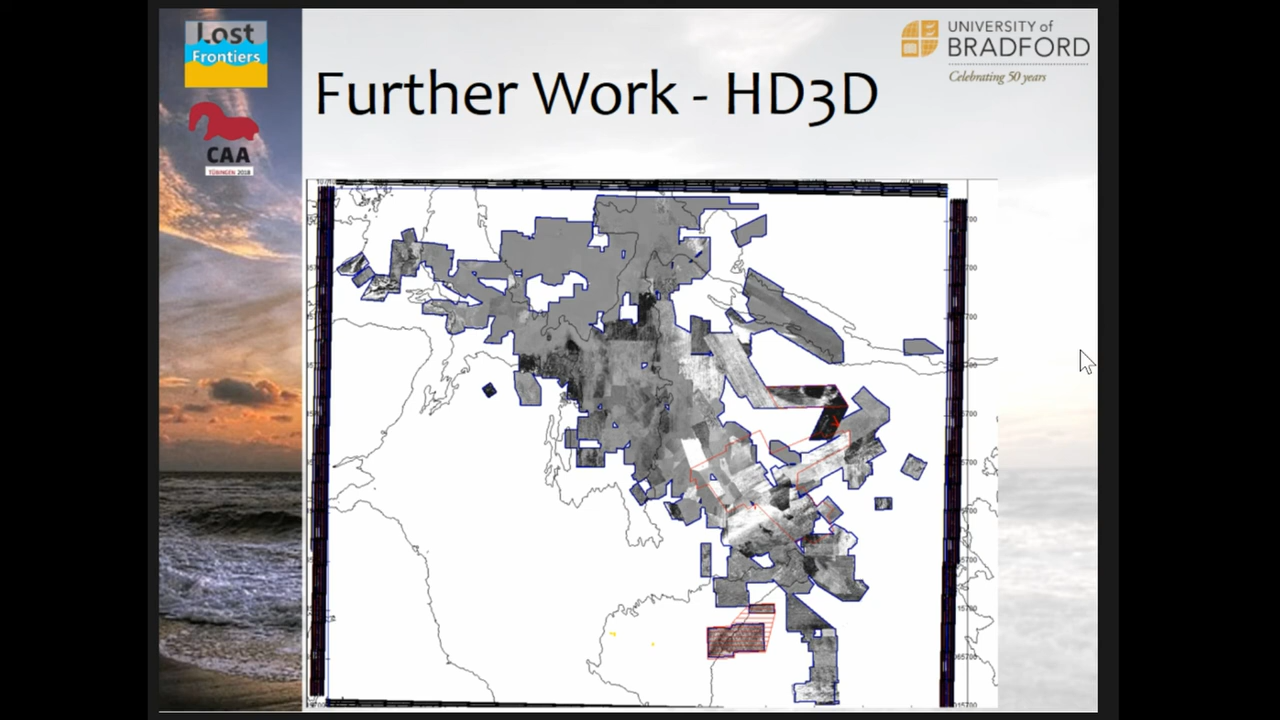 Lost
Frontiers
CAA
TÜBINGEN 2018
Further Work - HD3D
UNIVERSITY of
BRADFORD
Celebrating 50 years